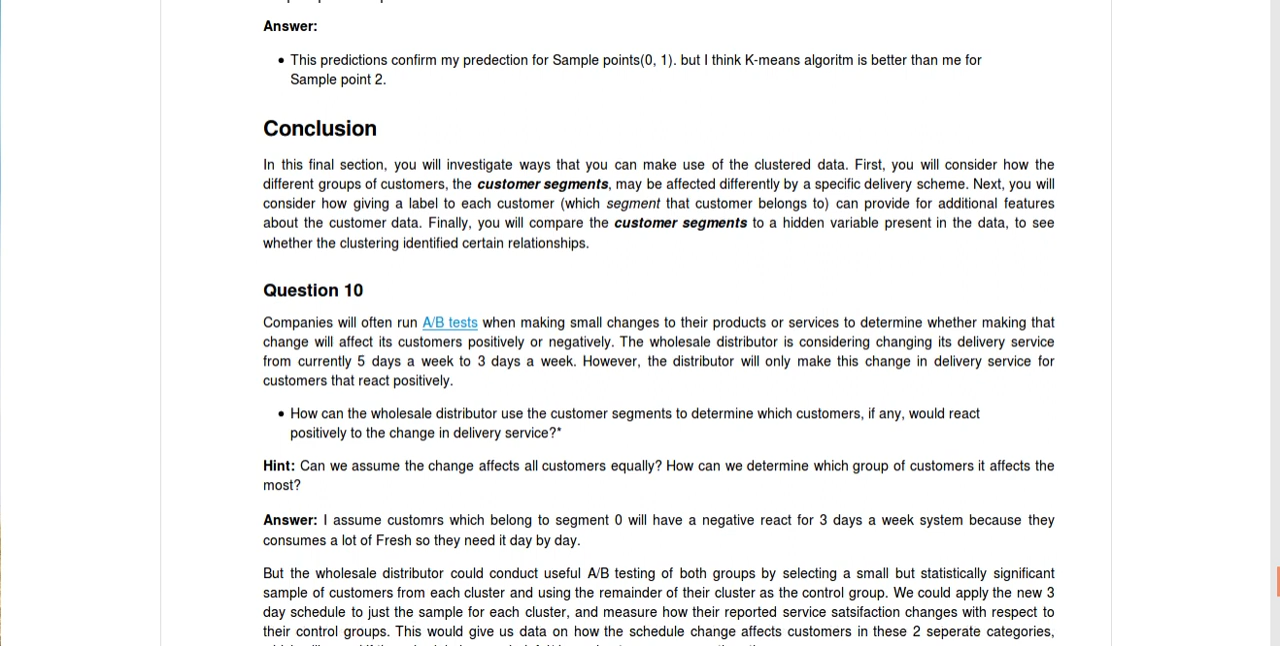 Answer:
• This predictions confirm my predection for Sample points(0, 1). but I think K-means algoritm is better than me for
Sample point 2.
Conclusion
In this final section, you will investigate ways that you can make use of the clustered data. First, you will consider how the
different groups of customers, the customer segments, may be affected differently by a specific delivery scheme. Next, you will
consider how giving a label to each customer (which segment that customer belongs to) can provide for additional features
about the customer data. Finally, you will compare the customer segments to a hidden variable present in the data, to see
whether the clustering identified certain relationships.
Question 10
Companies will often run A/B tests when making small changes to their products or services to determine whether making that
change will affect its customers positively or negatively. The wholesale distributor is considering changing its delivery service
from currently 5 days a week to 3 days a week. However, the distributor will only make this change in delivery service for
customers that react positively.
• How can the wholesale distributor use the customer segments to determine which customers, if any, would react
positively to the change in delivery service?*
Hint: Can we assume the change affects all customers equally? How can we determine which group of customers it affects the
most?
Answer: I assume customrs which belong to segment 0 will have a negative react for 3 days a week system because they
consumes a lot of Fresh so they need it day by day.
But the wholesale distributor could conduct useful A/B testing of both groups by selecting a small but statistically significant
sample of customers from each cluster and using the remainder of their cluster as the control group. We could apply the new 3
day schedule to just the sample for each cluster, and measure how their reported service satsifaction changes with respect to
their control groups. This would give us data on how the schedule change affects customers in these 2 seperate categories,